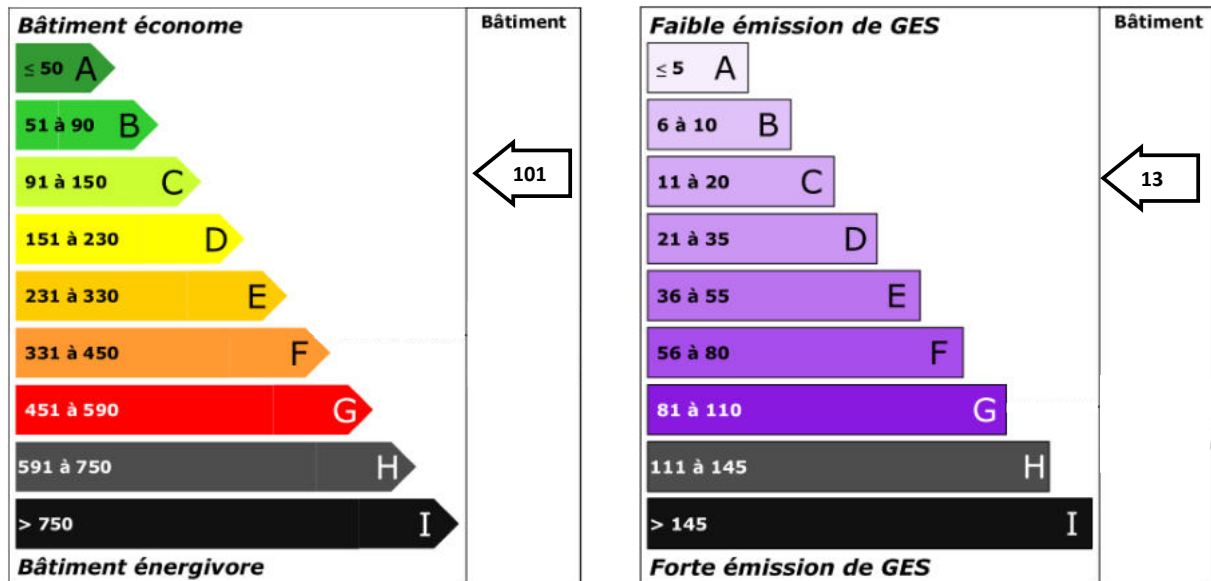 Bâtiment économe
Bâtiment
≤ 50 A
51 à 90 B
91 à 150 C
101
151 à 230 D
231 à 330 E
331 à 450 F
451 à 590 G
591 à 750 H
> 750 I
Bâtiment énergivore
Faible émission de GES
Bâtiment
≤ 5 A
6 à 10 B
11 à 20 C
13
21 à 35 D
36 à 55 E
56 à 80 F
81 à 110 G
111 à 145 H
> 145 I
Forte émission de GES